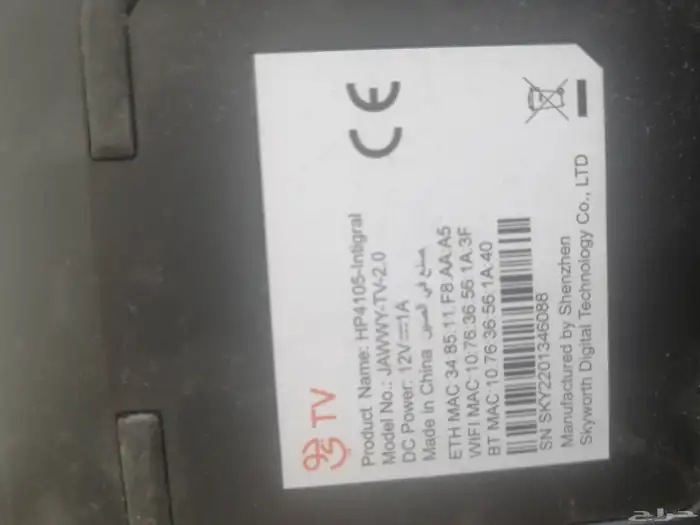 جوّي TV
Product Name: HP4105-Intigral
Model No.: JAWWY-TV-2.0
DC Power: 12V⎓1A
Made in China صنع في الصين
ETH MAC 34:85:11:F8:AA:A5
WIFI MAC 10:76:36:56:1A:3F
BT MAC 10:76:36:56:1A:40
SN SKY2201346088
Manufactured by Shenzhen
Skyworth Digital Technology Co., LTD
CE
حراج